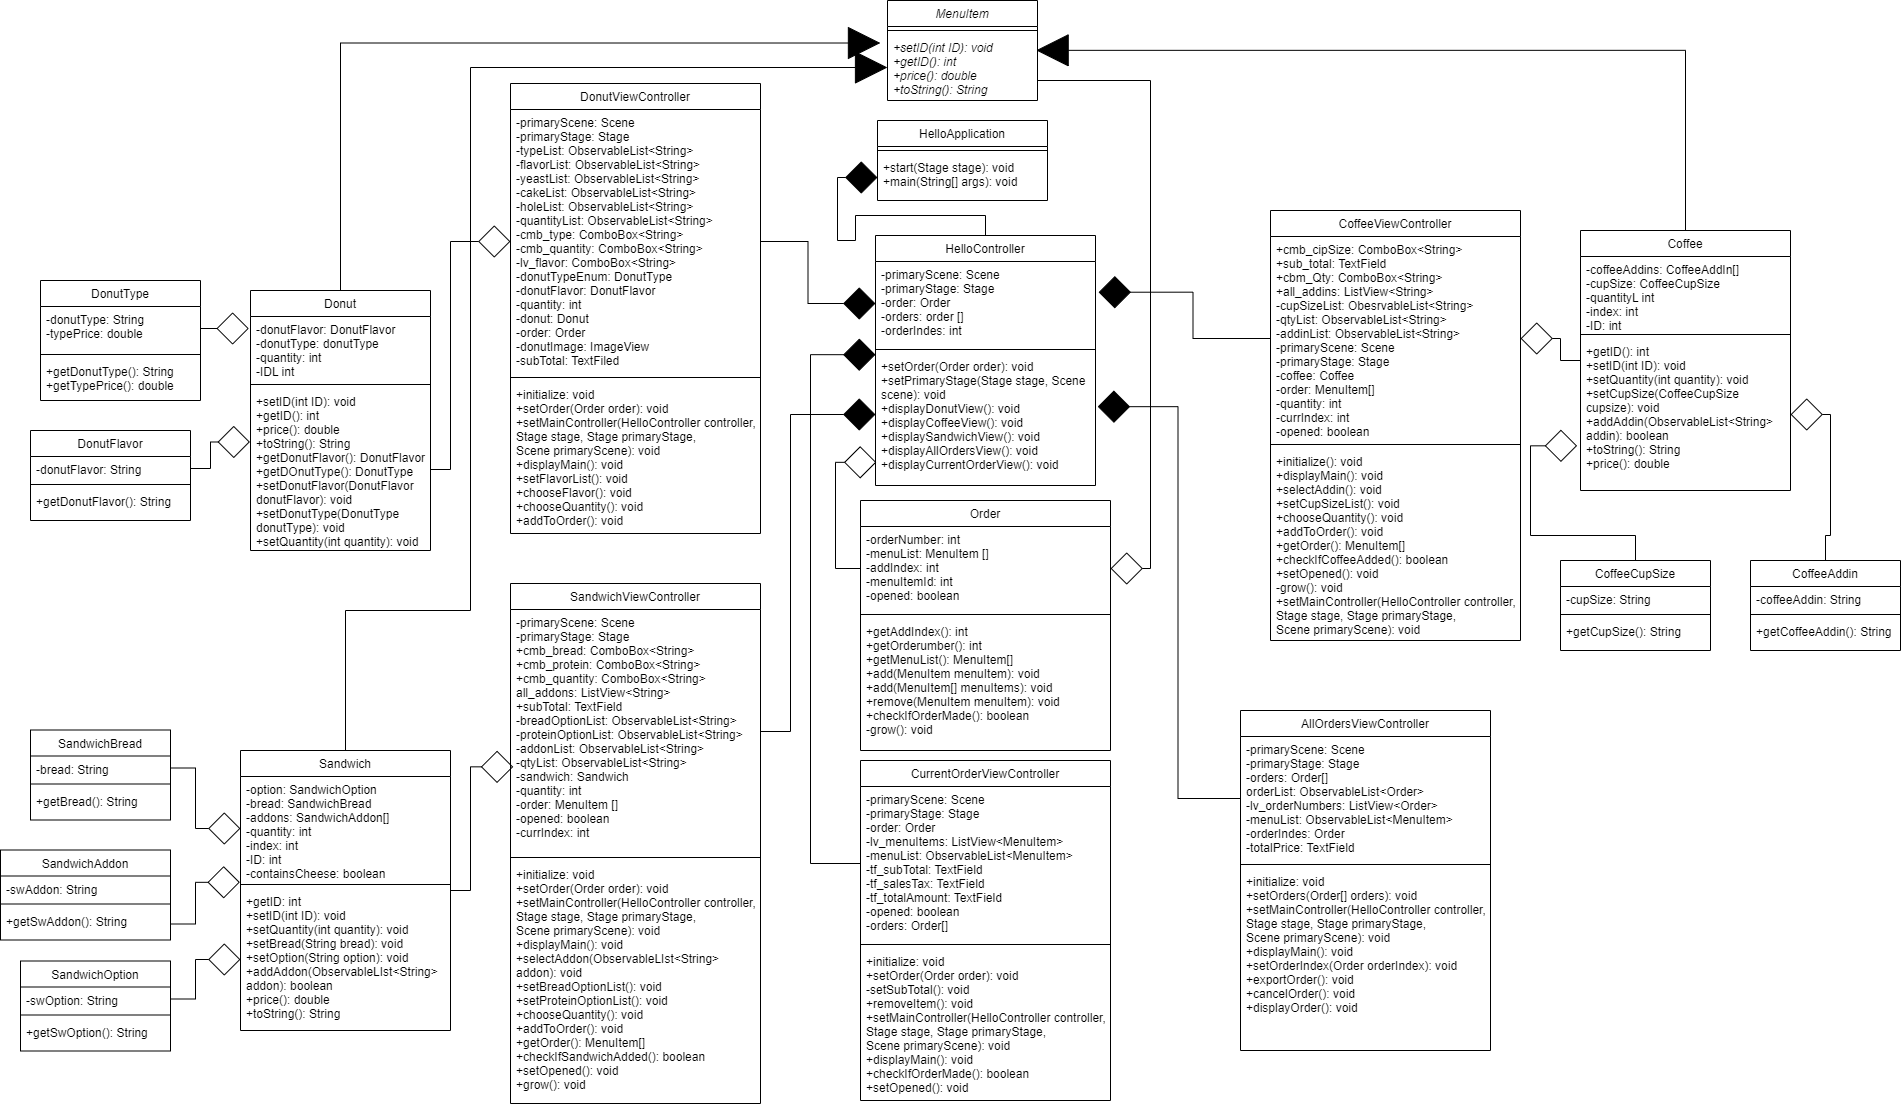 MenuItem
+setID(int ID): void
+getID(): int
+price(): double
+toString(): String
DonutViewController
-primaryScene: Scene
-primaryStage: Stage
-typeList: ObservableList<String>
-flavorList: ObservableList<String>
-yeastList: ObservableList<String>
-cakeList: ObservableList<String>
-holeList: ObservableList<String>
-quantityList: ObservableList<String>
-cmb_type: ComboBox<String>
-cmb_quantity: ComboBox<String>
-lv_flavor: ComboBox<String>
-donutTypeEnum: DonutType
-donutFlavor: DonutFlavor
-quantity: int
-donut: Donut
-order: Order
-donutImage: ImageView
-subTotal: TextFiled
+initialize: void
+setOrder(Order order): void
+setMainController(HelloController controller,
Stage stage, Stage primaryStage,
Scene primaryScene): void
+displayMain(): void
+setFlavorList(): void
+chooseFlavor(): void
+chooseQuantity(): void
+addToOrder(): void
HelloApplication
+start(Stage stage): void
+main(String[] args): void
HelloController
-primaryScene: Scene
-primaryStage: Stage
-order: Order
-orders: order []
-orderIndes: int
+setOrder(Order order): void
+setPrimaryStage(Stage stage, Scene
scene): void
+displayDonutView(): void
+displayCoffeeView(): void
+displaySandwichView(): void
+displayAllOrdersView(): void
+displayCurrentOrderView(): void
CoffeeViewController
+cmb_cipSize: ComboBox<String>
+sub_total: TextField
+cbm_Qty: ComboBox<String>
+all_addins: ListView<String>
-cupSizeList: ObeservableList<String>
-qtyList: ObservableList<String>
-addinList: ObservableList<String>
-primaryScene: Scene
-primaryStage: Stage
-coffee: Coffee
-order: MenuItem[]
-quantity: int
-currIndex: int
-opened: boolean
+initialize(): void
+displayMain(): void
+selectAddin(): void
+setCupSizeList(): void
+chooseQuantity(): void
+addToOrder(): void
+getOrder(): MenuItem[]
+checkIfCoffeeAdded(): boolean
+setOpened(): void
-grow(): void
+setMainController(HelloController controller,
Stage stage, Stage primaryStage,
Scene primaryScene): void
Coffee
-coffeeAddins: CoffeeAddIn[]
-cupSize: CoffeeCupSize
-quantityL int
-index: int
-ID: int
+getID(): int
+setID(int ID): void
+setQuantity(int quantity): void
+setCupSize(CoffeeCupSize
cupsize): void
+addAddin(ObservableList<String>
addin): boolean
+toString(): String
+price(): double
DonutType
-donutType: String
-typePrice: double
+getDonutType(): String
+getTypePrice(): double
Donut
-donutFlavor: DonutFlavor
-donutType: donutType
-quantity: int
-IDL int
+setID(int ID): void
+getID(): int
+price(): double
+toString(): String
+getDonutFlavor(): DonutFlavor
+getDOnutType(): DonutType
+setDonutFlavor(DonutFlavor
donutFlavor): void
+setDonutType(DonutType
donutType): void
+setQuantity(int quantity): void
DonutFlavor
-donutFlavor: String
+getDonutFlavor(): String
Order
-orderNumber: int
-menuList: MenuItem []
-addIndex: int
-menuItemId: int
-opened: boolean
+getAddIndex(): int
+getOrderumber(): int
+getMenuList(): MenuItem[]
+add(MenuItem menuItem): void
+add(MenuItem[] menuItems): void
+remove(MenuItem menuItem): void
+checkIfOrderMade(): boolean
-grow(): void
CoffeeCupSize
-cupSize: String
+getCupSize(): String
CoffeeAddin
-coffeeAddin: String
+getCoffeeAddin(): String
SandwichViewController
-primaryScene: Scene
-primaryStage: Stage
+cmb_bread: ComboBox<String>
+cmb_protein: ComboBox<String>
+cmb_quantity: ComboBox<String>
all_addons: ListView<String>
+subTotal: TextField
-breadOptionList: ObservableList<String>
-proteinOptionList: ObservableList<String>
-addonList: ObservableList<String>
-qtyList: ObservableList<String>
-sandwich: Sandwich
-quantity: int
-order: MenuItem []
-opened: boolean
-currIndex: int
+initialize: void
+setOrder(Order order): void
+setMainController(HelloController controller,
Stage stage, Stage primaryStage,
Scene primaryScene): void
+displayMain(): void
+selectAddon(ObservableLIst<String>
addon): void
+setBreadOptionList(): void
+setProteinOptionList(): void
+chooseQuantity(): void
+addToOrder(): void
+getOrder(): MenuItem[]
+checkIfSandwichAdded(): boolean
+setOpened(): void
+grow(): void
SandwichBread
-bread: String
+getBread(): String
SandwichAddon
-swAddon: String
+getSwAddon(): String
SandwichOption
-swOption: String
+getSwOption(): String
Sandwich
-option: SandwichOption
-bread: SandwichBread
-addons: SandwichAddon[]
-quantity: int
-index: int
-ID: int
-containsCheese: boolean
+getID: int
+setID(int ID): void
+setQuantity(int quantity): void
+setBread(String bread): void
+setOption(String option): void
+addAddon(ObservableLIst<String>
addon): boolean
+price(): double
+toString(): String
CurrentOrderViewController
-primaryScene: Scene
-primaryStage: Stage
-order: Order
-lv_menuItems: ListView<MenuItem>
-menuList: ObservableList<MenuItem>
-tf_subTotal: TextField
-tf_salesTax: TextField
-tf_totalAmount: TextField
-opened: boolean
-orders: Order[]
+initialize: void
+setOrder(Order order): void
-setSubTotal(): void
+removeItem(): void
+setMainController(HelloController controller,
Stage stage, Stage primaryStage,
Scene primaryScene): void
+displayMain(): void
+checkIfOrderMade(): boolean
+setOpened(): void
AllOrdersViewController
-primaryScene: Scene
-primaryStage: Stage
-orders: Order[]
orderList: ObservableList<Order>
-lv_orderNumbers: ListView<Order>
-menuList: ObservableList<MenuItem>
-orderIndes: Order
-totalPrice: TextField
+initialize: void
+setOrders(Order[] orders): void
+setMainController(HelloController controller,
Stage stage, Stage primaryStage,
Scene primaryScene): void
+displayMain(): void
+setOrderIndex(Order orderIndex): void
+exportOrder(): void
+cancelOrder(): void
+displayOrder(): void